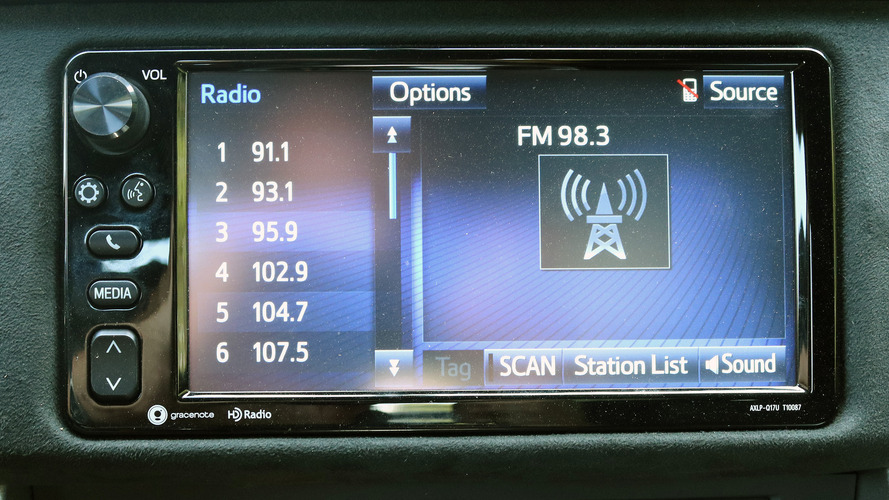 VOL
Radio
Options
Source
FM 98.3
1 91.1
2 93.1
3 95.9
4 102.9
5 104.7
6 107.5
MEDIA
Tag
SCAN
Station List
Sound
gracenote
HD Radio
AXLP-Q17U T10087